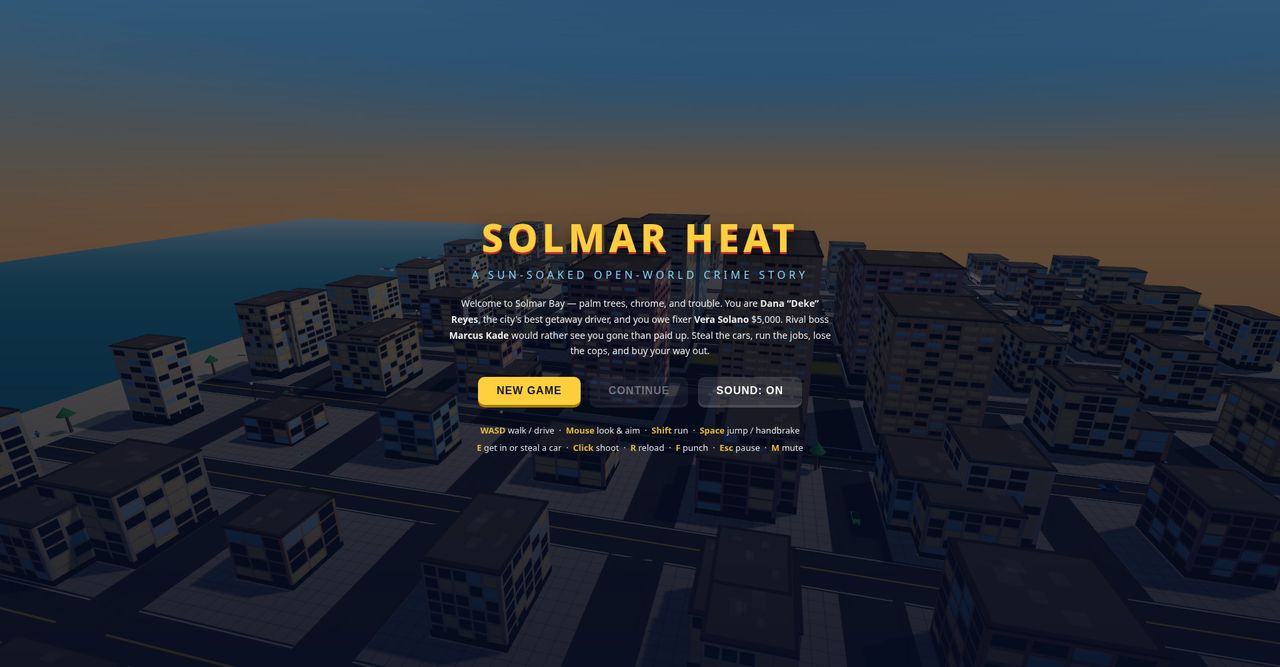 SOLMAR HEAT
A SUN-SOAKED OPEN-WORLD CRIME STORY
Welcome to Solmar Bay — palm trees, chrome, and trouble. You are Dana “Deke”
Reyes, the city’s best getaway driver, and you owe fixer Vera Solano $5,000. Rival boss
Marcus Kade would rather see you gone than paid up. Steal the cars, run the jobs, lose
the cops, and buy your way out.
NEW GAME CONTINUE SOUND: ON
WASD walk / drive · Mouse look & aim · Shift run · Space jump / handbrake
E get in or steal a car · Click shoot · R reload · F punch · Esc pause · M mute